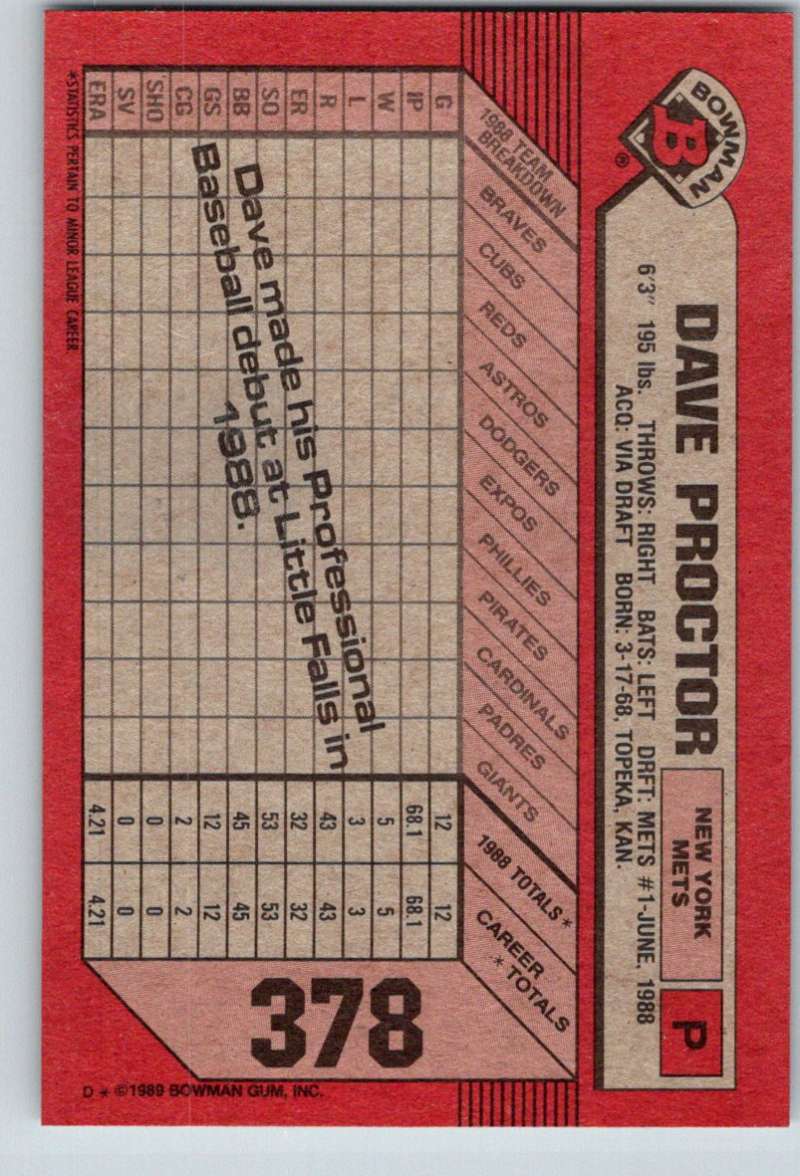 BOWMAN
B
®
DAVE PROCTOR
NEW YORK
METS
P
6'3" 195 lbs. THROWS: RIGHT BATS: LEFT DRFT: METS #1-JUNE, 1988
ACQ: VIA DRAFT BORN: 3-17-68, TOPEKA, KAN.
1988 TEAM
BREAKDOWN
BRAVES
CUBS
REDS
ASTROS
DODGERS
EXPOS
PHILLIES
PIRATES
CARDINALS
PADRES
GIANTS
1988 TOTALS*
CAREER
* TOTALS
G 12 12
IP 68.1 68.1
W 5 5
L 3 3
R 43 43
ER 32 32
SO 53 53
BB 45 45
GS 12 12
CG 2 2
SHO 0 0
SV 0 0
ERA 4.21 4.21
Dave made his Professional
Baseball debut at Little Falls in
1988.
378
*STATISTICS PERTAIN TO MINOR LEAGUE CAREER
D * ©1989 BOWMAN GUM, INC.